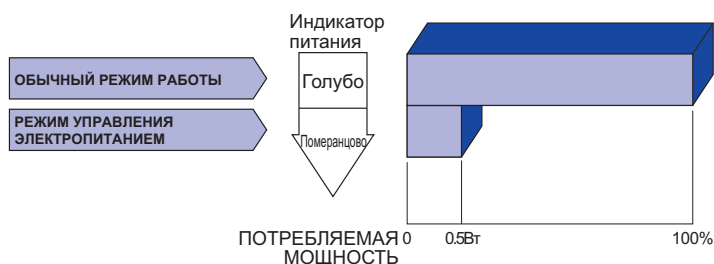 Индикатор
питания
ОБЫЧНЫЙ РЕЖИМ РАБОТЫ
Голубо
РЕЖИМ УПРАВЛЕНИЯ
ЭЛЕКТРОПИТАНИЕМ
Померанцово
ПОТРЕБЛЯЕМАЯ
МОЩНОСТЬ
0 0.5Вт 100%